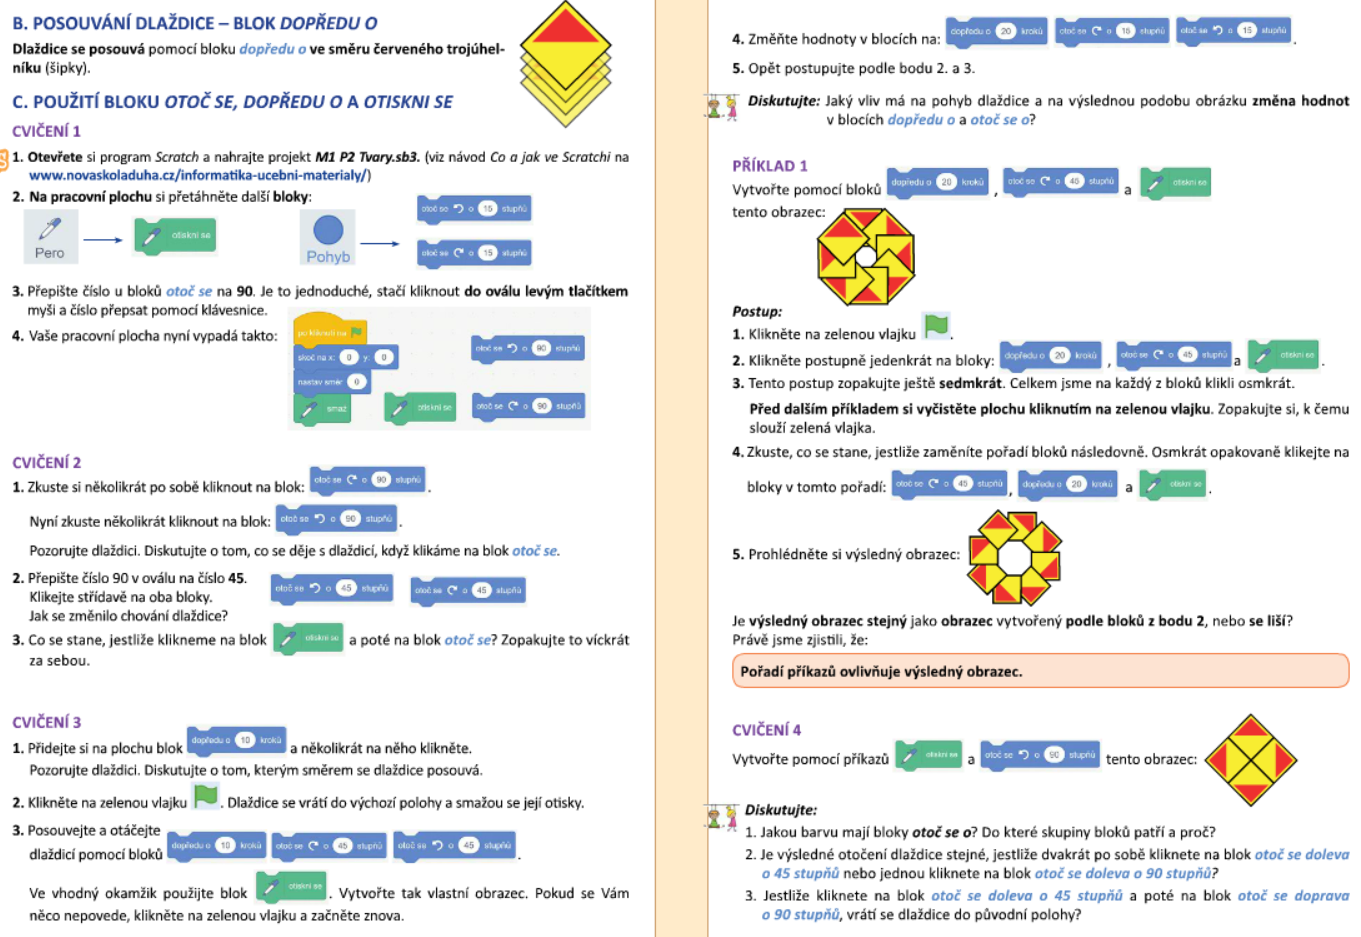 B. POSOUVÁNÍ DLAŽDICE – BLOK DOPŘEDU O
Dlaždice se posouvá pomocí bloku dopředu o ve směru červeného trojúhel-
níku (šipky).
C. POUŽITÍ BLOKU OTOČ SE, DOPŘEDU O A OTISKNI SE
CVIČENÍ 1
1. Otevřete si program Scratch a nahrajte projekt M1 P2 Tvary.sb3. (viz návod Co a jak ve Scratchi na
www.novaskoladuha.cz/informatika-ucebni-materialy/)
2. Na pracovní plochu si přetáhněte další bloky:
Pero
otiskni se
Pohyb
otoč se o 15 stupňů
otoč se o 15 stupňů
3. Přepište číslo u bloků otoč se na 90. Je to jednoduché, stačí kliknout do oválu levým tlačítkem
myši a číslo přepsat pomocí klávesnice.
4. Vaše pracovní plocha nyní vypadá takto:
po kliknutí na
skoč na x: 0 y: 0
nastav směr 0
smaž
otiskni se
otoč se o 90 stupňů
otoč se o 90 stupňů
CVIČENÍ 2
1. Zkuste si několikrát po sobě kliknout na blok: otoč se o 90 stupňů .
Nyní zkuste několikrát kliknout na blok: otoč se o 90 stupňů .
Pozorujte dlaždici. Diskutujte o tom, co se děje s dlaždicí, když klikáme na blok otoč se.
2. Přepište číslo 90 v oválu na číslo 45. otoč se o 45 stupňů otoč se o 45 stupňů
Klikejte střídavě na oba bloky.
Jak se změnilo chování dlaždice?
3. Co se stane, jestliže klikneme na blok otiskni se a poté na blok otoč se? Zopakujte to víckrát
za sebou.
CVIČENÍ 3
1. Přidejte si na plochu blok dopředu o 10 kroků a několikrát na něho klikněte.
Pozorujte dlaždici. Diskutujte o tom, kterým směrem se dlaždice posouvá.
2. Klikněte na zelenou vlajku . Dlaždice se vrátí do výchozí polohy a smažou se její otisky.
3. Posouvejte a otáčejte
dlaždicí pomocí bloků dopředu o 10 kroků otoč se o 45 stupňů otoč se o 45 stupňů .
Ve vhodný okamžik použijte blok otiskni se . Vytvořte tak vlastní obrazec. Pokud se Vám
něco nepovede, klikněte na zelenou vlajku a začněte znova.
4. Změňte hodnoty v blocích na: dopředu o 20 kroků otoč se o 15 stupňů otoč se o 15 stupňů .
5. Opět postupujte podle bodu 2. a 3.
Diskutujte: Jaký vliv má na pohyb dlaždice a na výslednou podobu obrázku změna hodnot
v blocích dopředu o a otoč se o?
PŘÍKLAD 1
Vytvořte pomocí bloků dopředu o 20 kroků , otoč se o 45 stupňů a otiskni se
tento obrazec:
Postup:
1. Klikněte na zelenou vlajku .
2. Klikněte postupně jedenkrát na bloky: dopředu o 20 kroků , otoč se o 45 stupňů a otiskni se .
3. Tento postup zopakujte ještě sedmkrát. Celkem jsme na každý z bloků klikli osmkrát.
Před dalším příkladem si vyčistěte plochu kliknutím na zelenou vlajku. Zopakujte si, k čemu
slouží zelená vlajka.
4. Zkuste, co se stane, jestliže zaměníte pořadí bloků následovně. Osmkrát opakovaně klikejte na
bloky v tomto pořadí: otoč se o 45 stupňů , dopředu o 20 kroků a otiskni se .
5. Prohlédněte si výsledný obrazec:
Je výsledný obrazec stejný jako obrazec vytvořený podle bloků z bodu 2, nebo se liší?
Právě jsme zjistili, že:
Pořadí příkazů ovlivňuje výsledný obrazec.
CVIČENÍ 4
Vytvořte pomocí příkazů otiskni se a otoč se o 90 stupňů tento obrazec:
Diskutujte:
1. Jakou barvu mají bloky otoč se o? Do které skupiny bloků patří a proč?
2. Je výsledné otočení dlaždice stejné, jestliže dvakrát po sobě kliknete na blok otoč se doleva
o 45 stupňů nebo jednou kliknete na blok otoč se doleva o 90 stupňů?
3. Jestliže kliknete na blok otoč se doleva o 45 stupňů a poté na blok otoč se doprava
o 90 stupňů, vrátí se dlaždice do původní polohy?